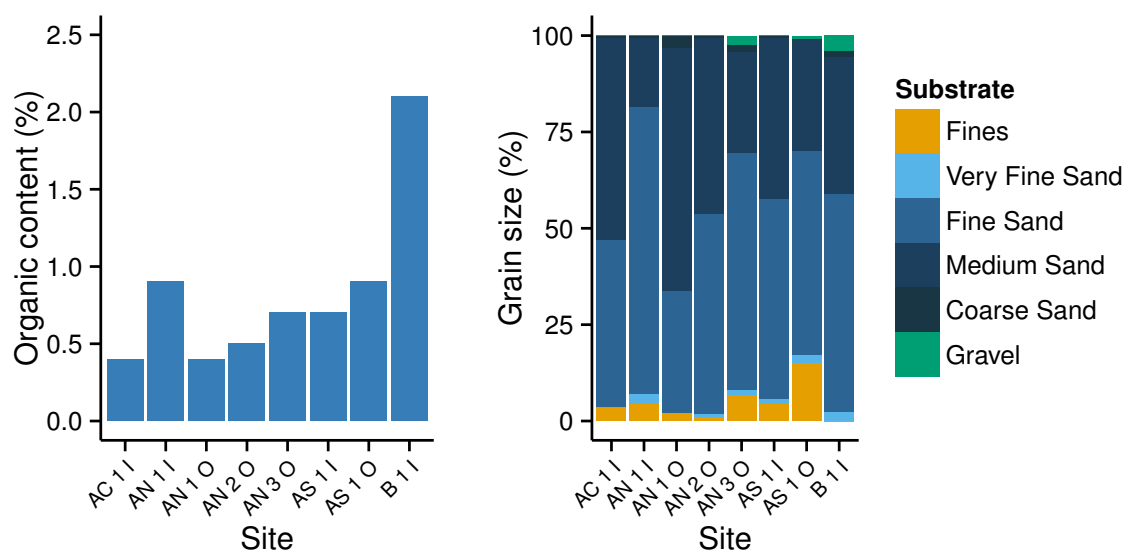 Organic content (%)
2.5
2.0
1.5
1.0
0.5
0.0
AC 1 I
AN 1 I
AN 1 O
AN 2 O
AN 3 O
AS 1 I
AS 1 O
B 1 I
Site
Grain size (%)
100
75
50
25
0
AC 1 I
AN 1 I
AN 1 O
AN 2 O
AN 3 O
AS 1 I
AS 1 O
B 1 I
Site
Substrate
Fines
Very Fine Sand
Fine Sand
Medium Sand
Coarse Sand
Gravel